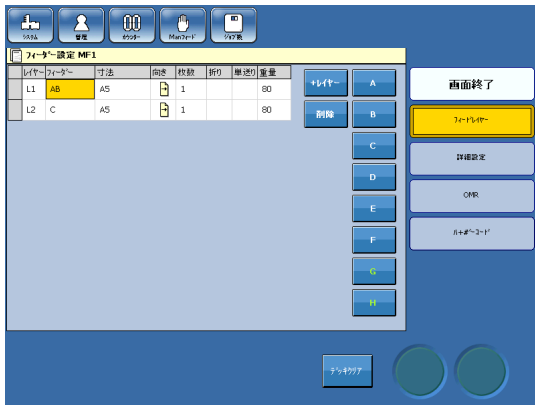 システム 管理 カウンター Manフィード ジョブ良
フィーダー設定 MF1
レイヤー フィーダー 寸法 向き 枚数 折り 単送り 重量
L1 AB A5 1 80
L2 C A5 1 80
+レイヤー
削除
A
B
C
D
E
F
G
H
画面終了
フィードレイヤー
詳細設定
OMR
バーコード
デッキクリア